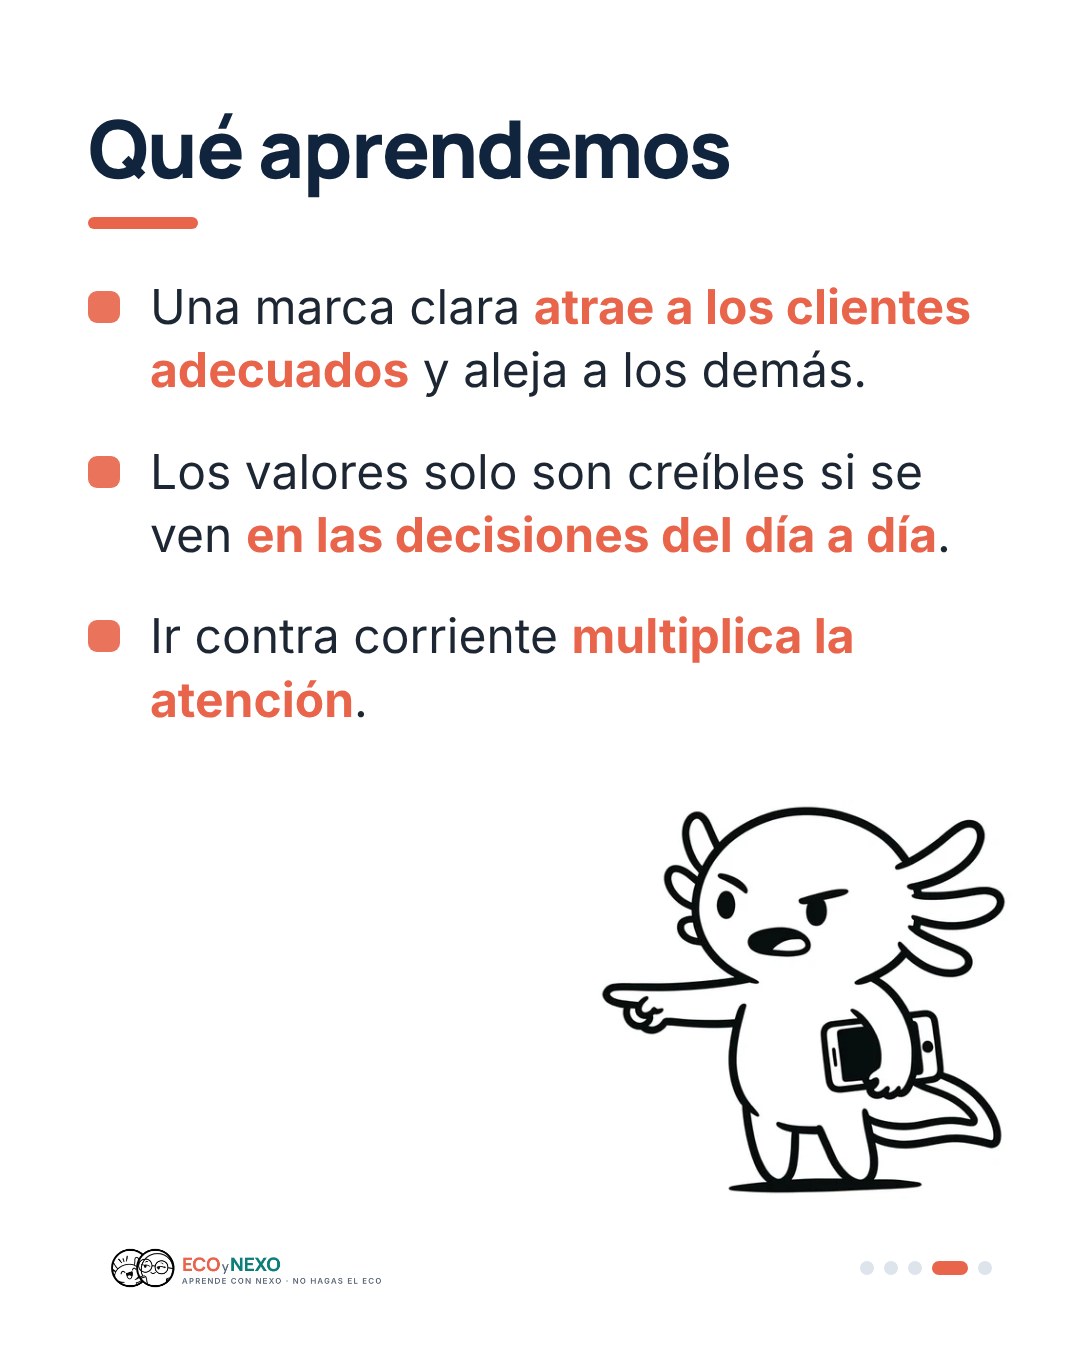 Qué aprendemos
Una marca clara atrae a los clientes
adecuados y aleja a los demás.
Los valores solo son creíbles si se
ven en las decisiones del día a día.
Ir contra corriente multiplica la
atención.
ECOyNEXO
APRENDE CON NEXO · NO HAGAS EL ECO